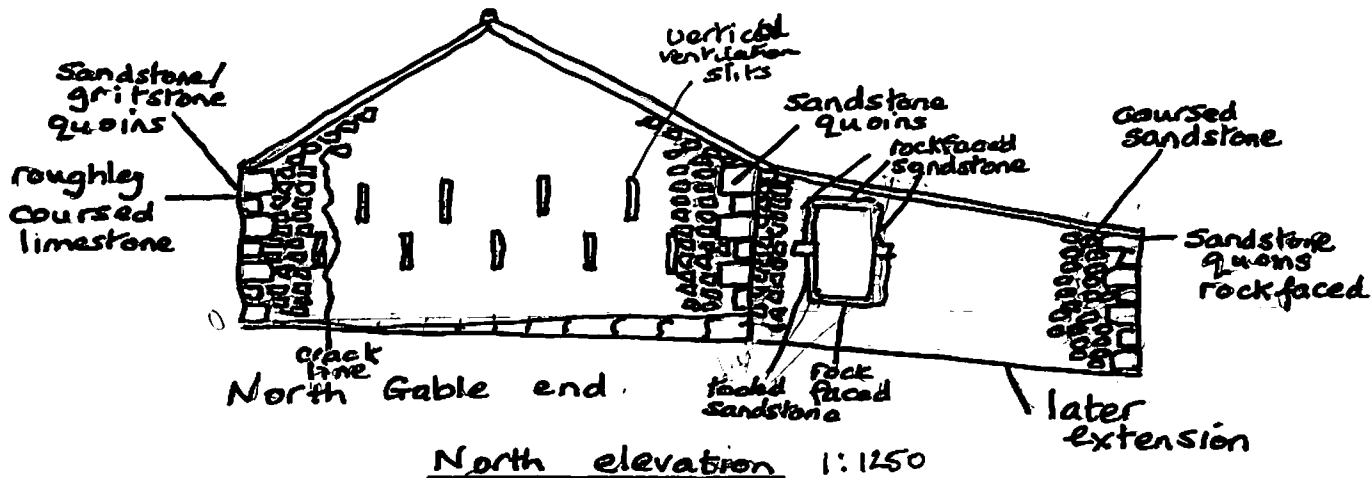 sandstone/
gritstone
quoins
roughley
coursed
limestone
vertical
ventilation
slits
sandstone
quoins
rockfaced
sandstone
coursed
sandstone
sandstone
quoins
rockfaced
crack
line
North Gable end.
tooled
sandstone
rock
faced
later
extension
North elevation 1:1250